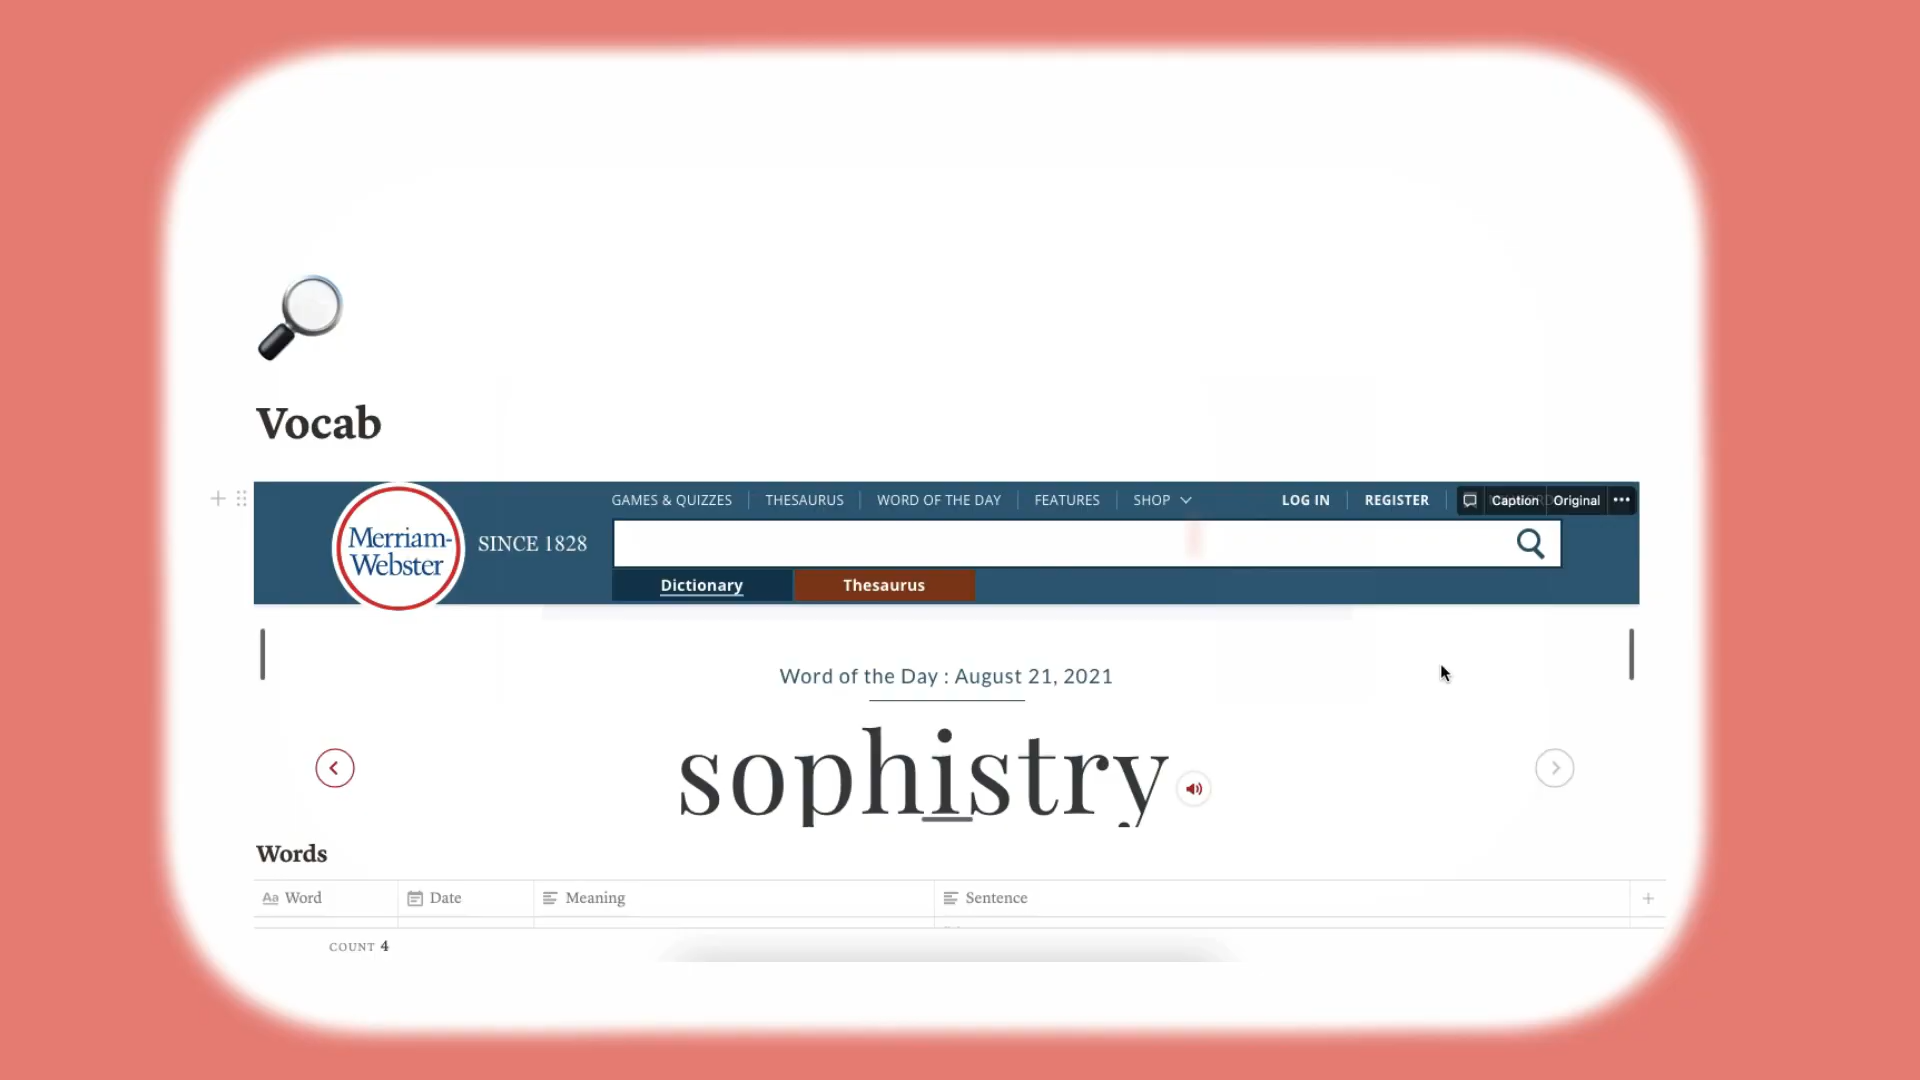 Vocab
GAMES & QUIZZES THESAURUS WORD OF THE DAY FEATURES SHOP LOG IN REGISTER Caption Original
Merriam-
Webster
SINCE 1828
Dictionary Thesaurus
Word of the Day : August 21, 2021
sophistry
Words
Aa Word Date Meaning Sentence
COUNT 4